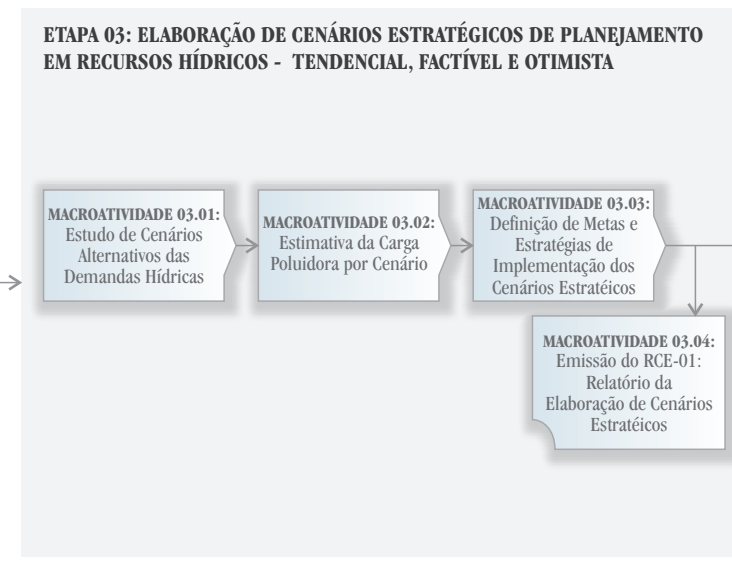 ETAPA 03: ELABORAÇÃO DE CENÁRIOS ESTRATÉGICOS DE PLANEJAMENTO
EM RECURSOS HÍDRICOS - TENDENCIAL, FACTÍVEL E OTIMISTA
MACROATIVIDADE 03.01:
Estudo de Cenários
Alternativos das
Demandas Hídricas
MACROATIVIDADE 03.02:
Estimativa da Carga
Poluidora por Cenário
MACROATIVIDADE 03.03:
Definição de Metas e
Estratégias de
Implementação dos
Cenários Estratéicos
MACROATIVIDADE 03.04:
Emissão do RCE-01:
Relatório da
Elaboração de Cenários
Estratéicos